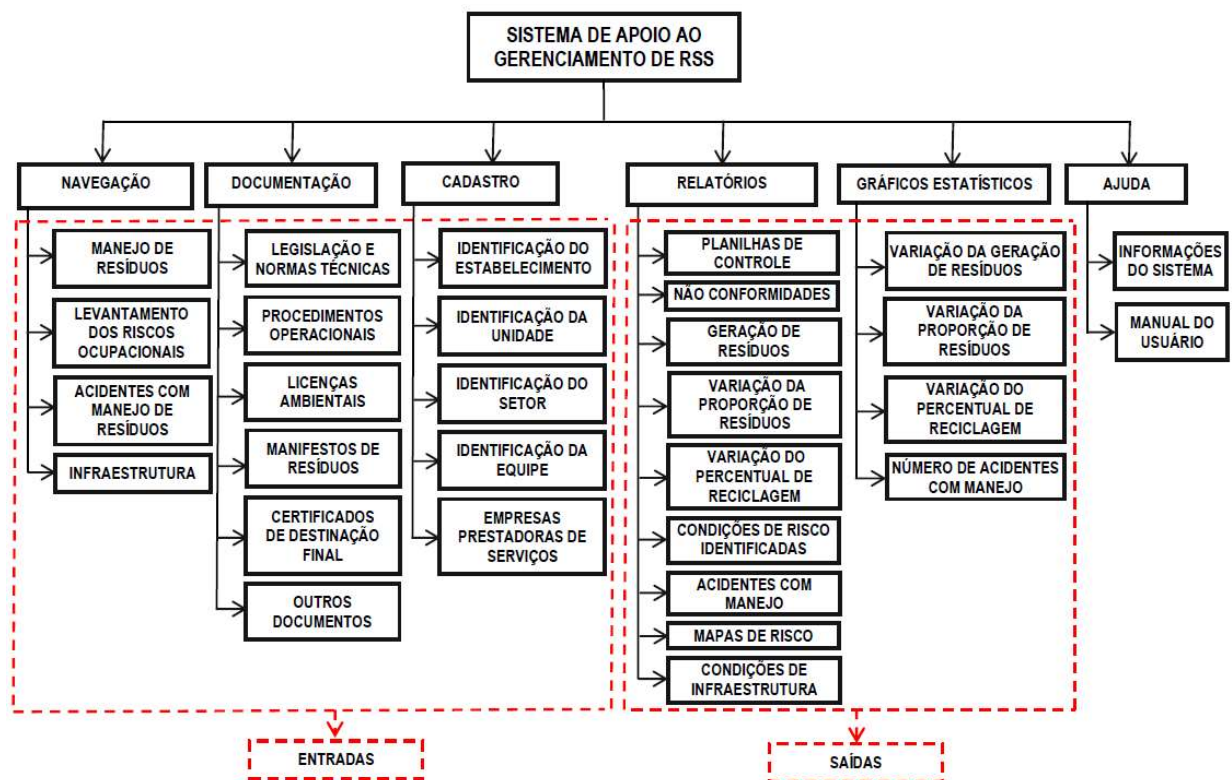 SISTEMA DE APOIO AO
GERENCIAMENTO DE RSS
NAVEGAÇÃO
DOCUMENTAÇÃO
CADASTRO
RELATÓRIOS
GRÁFICOS ESTATÍSTICOS
AJUDA
MANEJO DE
RESÍDUOS
LEVANTAMENTO
DOS RISCOS
OCUPACIONAIS
ACIDENTES COM
MANEJO DE
RESÍDUOS
INFRAESTRUTURA
LEGISLAÇÃO E
NORMAS TÉCNICAS
PROCEDIMENTOS
OPERACIONAIS
LICENÇAS
AMBIENTAIS
MANIFESTOS DE
RESÍDUOS
CERTIFICADOS
DE DESTINAÇÃO
FINAL
OUTROS
DOCUMENTOS
IDENTIFICAÇÃO DO
ESTABELECIMENTO
IDENTIFICAÇÃO DA
UNIDADE
IDENTIFICAÇÃO DO
SETOR
IDENTIFICAÇÃO DA
EQUIPE
EMPRESAS
PRESTADORAS DE
SERVIÇOS
PLANILHAS DE
CONTROLE
NÃO CONFORMIDADES
GERAÇÃO DE
RESÍDUOS
VARIAÇÃO DA
PROPORÇÃO DE
RESÍDUOS
VARIAÇÃO DO
PERCENTUAL DE
RECICLAGEM
CONDIÇÕES DE RISCO
IDENTIFICADAS
ACIDENTES COM
MANEJO
MAPAS DE RISCO
CONDIÇÕES DE
INFRAESTRUTURA
VARIAÇÃO DA GERAÇÃO
DE RESÍDUOS
VARIAÇÃO DA
PROPORÇÃO DE
RESÍDUOS
VARIAÇÃO DO
PERCENTUAL DE
RECICLAGEM
NÚMERO DE ACIDENTES
COM MANEJO
INFORMAÇÕES
DO SISTEMA
MANUAL DO
USUÁRIO
ENTRADAS
SAÍDAS